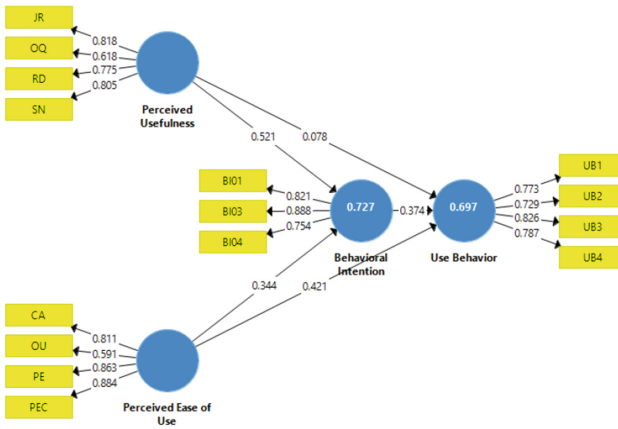 JR
OQ
RD
SN
0.818
0.618
0.775
0.805
Perceived
Usefulness
0.521
0.078
BI01
BI03
BI04
0.821
0.888
0.754
0.727
Behavioral
Intention
0.374
0.697
Use Behavior
0.773
0.729
0.826
0.787
UB1
UB2
UB3
UB4
0.344
0.421
CA
OU
PE
PEC
0.811
0.591
0.863
0.884
Perceived Ease of
Use